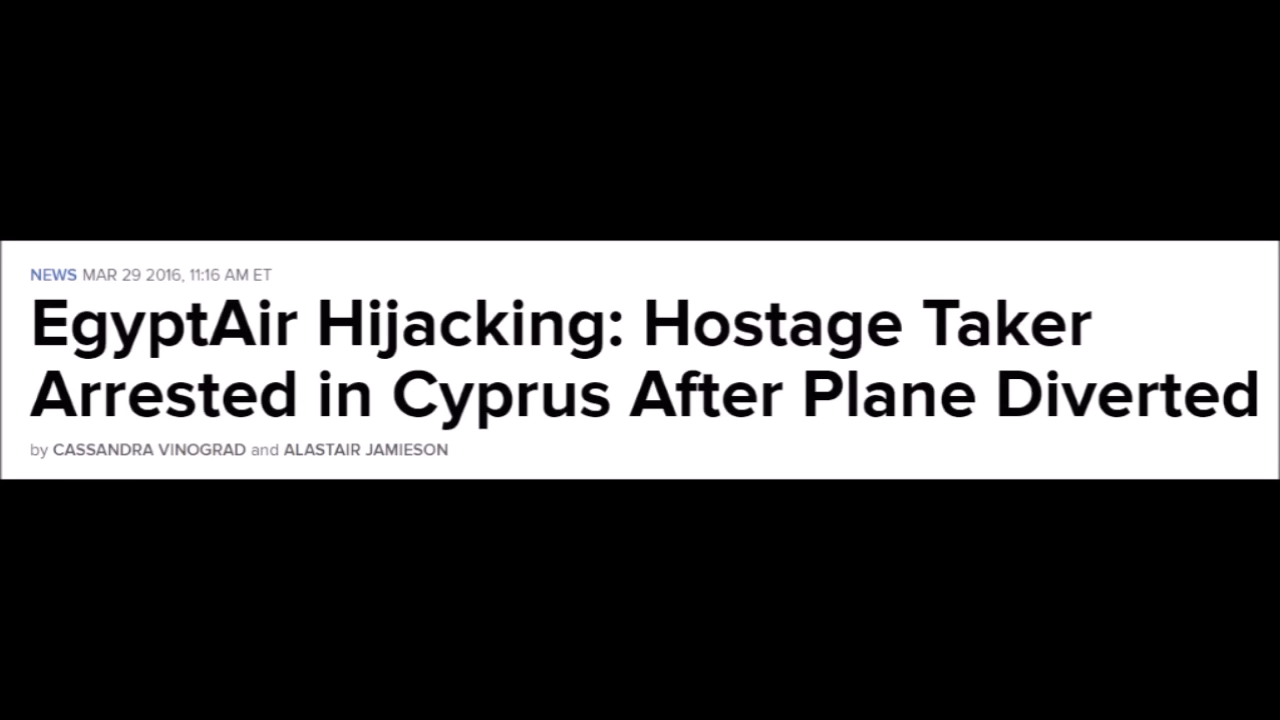 NEWS MAR 29 2016, 11:16 AM ET
EgyptAir Hijacking: Hostage Taker
Arrested in Cyprus After Plane Diverted
by CASSANDRA VINOGRAD and ALASTAIR JAMIESON